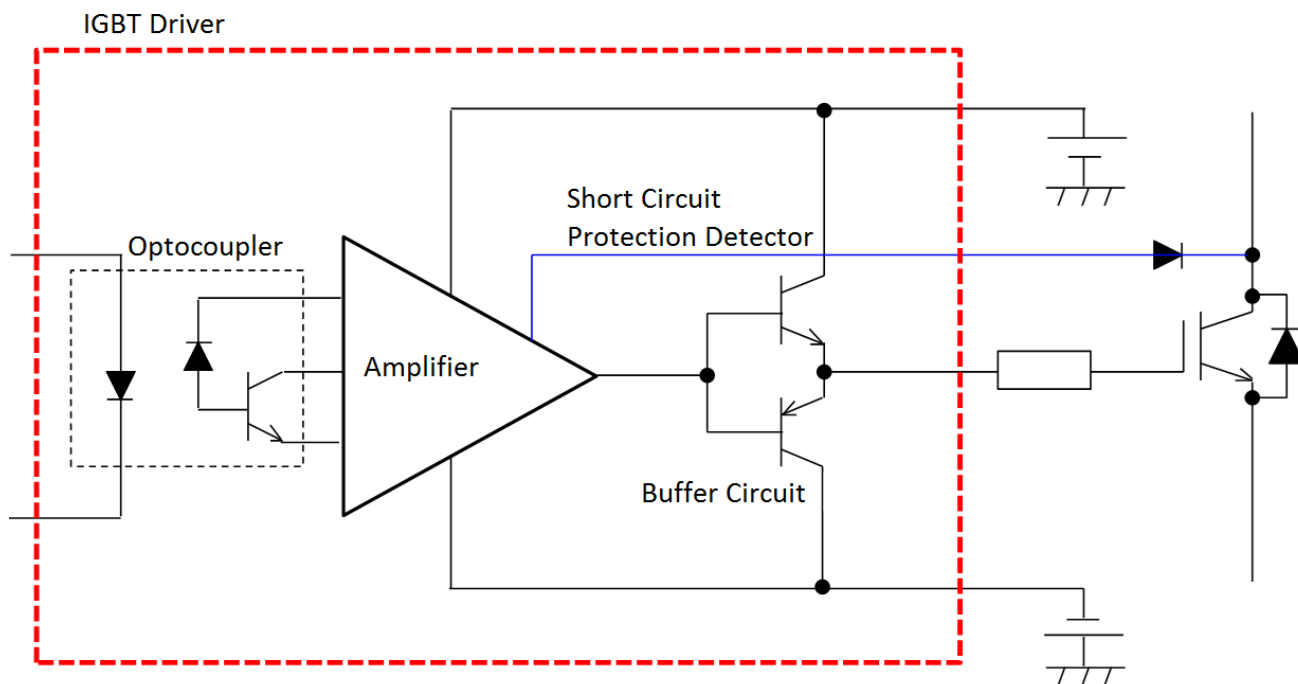 IGBT Driver
Short Circuit
Protection Detector
Optocoupler
Amplifier
Buffer Circuit